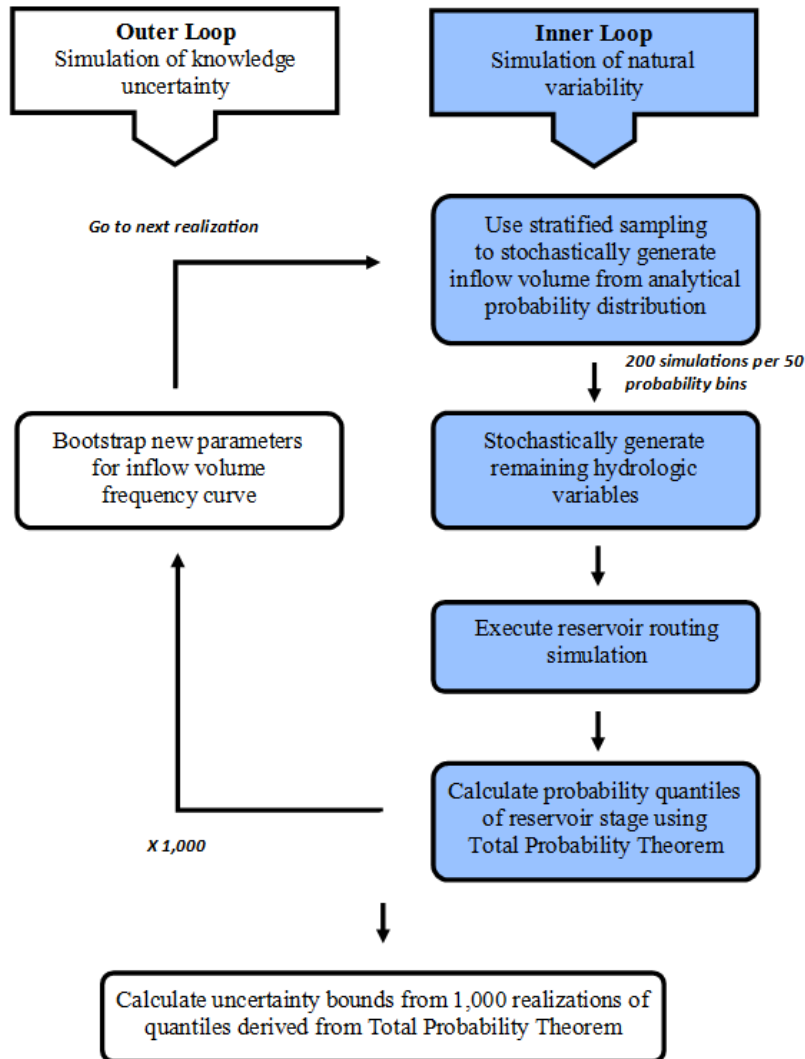 Outer Loop
Simulation of knowledge
uncertainty
Inner Loop
Simulation of natural
variability
Go to next realization
Use stratified sampling
to stochastically generate
inflow volume from analytical
probability distribution
200 simulations per 50
probability bins
Bootstrap new parameters
for inflow volume
frequency curve
Stochastically generate
remaining hydrologic
variables
Execute reservoir routing
simulation
Calculate probability quantiles
of reservoir stage using
Total Probability Theorem
X 1,000
Calculate uncertainty bounds from 1,000 realizations of
quantiles derived from Total Probability Theorem